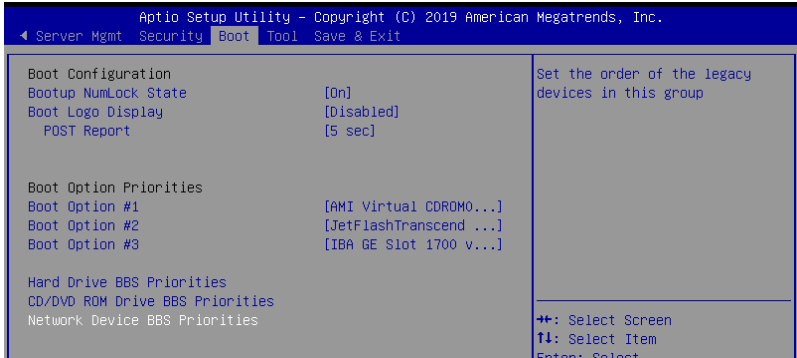 Aptio Setup Utility – Copyright (C) 2019 American Megatrends, Inc.
Server Mgmt Security Boot Tool Save & Exit
Boot Configuration
Bootup NumLock State [On]
Boot Logo Display [Disabled]
POST Report [5 sec]
Boot Option Priorities
Boot Option #1 [AMI Virtual CDROM0...]
Boot Option #2 [JetFlashTranscend ...]
Boot Option #3 [IBA GE Slot 1700 v...]
Hard Drive BBS Priorities
CD/DVD ROM Drive BBS Priorities
Network Device BBS Priorities
Set the order of the legacy
devices in this group
→←: Select Screen
↑↓: Select Item
Enter: Select